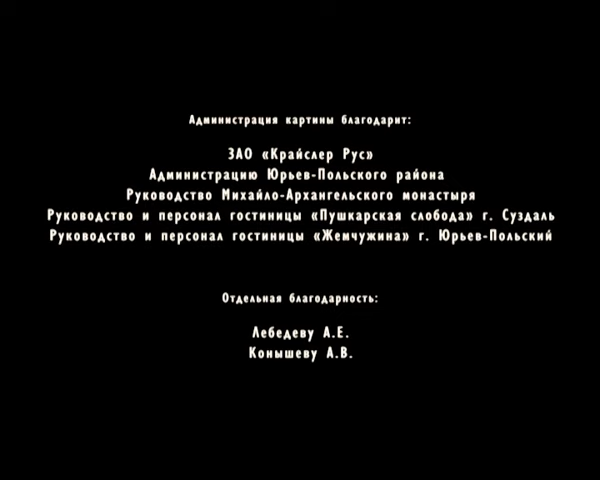 Администрация картины благодарит:
ЗАО «Крайслер Рус»
Администрацию Юрьев-Польского района
Руководство Михайло-Архангельского монастыря
Руководство и персонал гостиницы «Пушкарская слобода» г. Суздаль
Руководство и персонал гостиницы «Жемчужина» г. Юрьев-Польский
Отдельная благодарность:
Лебедеву А.Е.
Конышеву А.В.